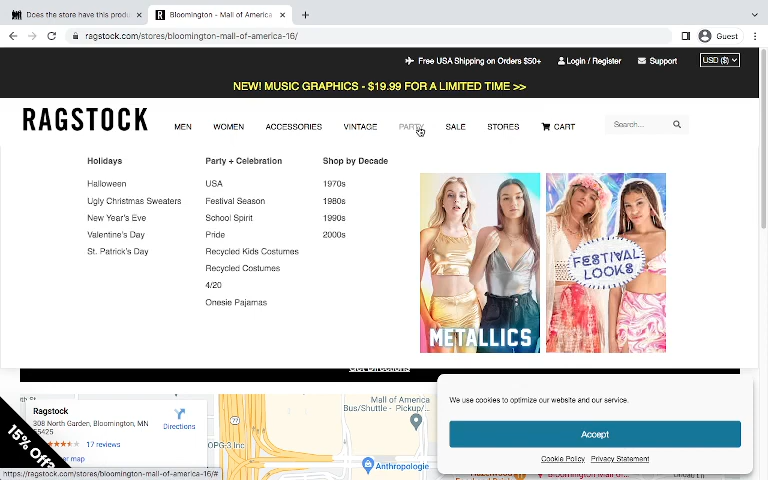 Does the store have this produ
Bloomington - Mall of America
ragstock.com/stores/bloomington-mall-of-america-16/
Guest
Free USA Shipping on Orders $50+
Login / Register
Support
USD ($)
NEW! MUSIC GRAPHICS - $19.99 FOR A LIMITED TIME >>
RAGSTOCK
MEN
WOMEN
ACCESSORIES
VINTAGE
PARTY
SALE
STORES
CART
Search...
Holidays
Halloween
Ugly Christmas Sweaters
New Year's Eve
Valentine's Day
St. Patrick's Day
Party + Celebration
USA
Festival Season
School Spirit
Pride
Recycled Kids Costumes
Recycled Costumes
4/20
Onesie Pajamas
Shop by Decade
1970s
1980s
1990s
2000s
METALLICS
FESTIVAL
LOOKS
Get Directions
Ragstock
308 North Garden, Bloomington, MN
55425
17 reviews
Directions
Mall of America
Bus/Shuttle - Pickup/...
Anthropologie
15% Off?
We use cookies to optimize our website and our service.
Accept
Cookie Policy
Privacy Statement
https://ragstock.com/stores/bloomington-mall-of-america-16/#